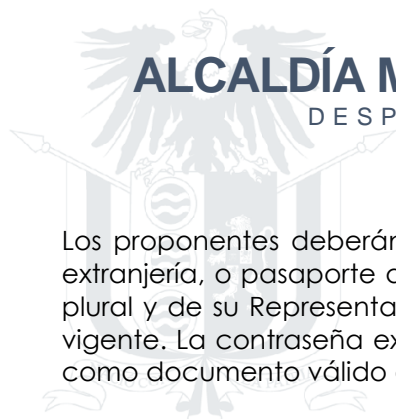 ALCALDÍA
DESP
Los proponentes deberán
extranjería, o pasaporte
plural y de su Representa
vigente. La contraseña ex
como documento válido